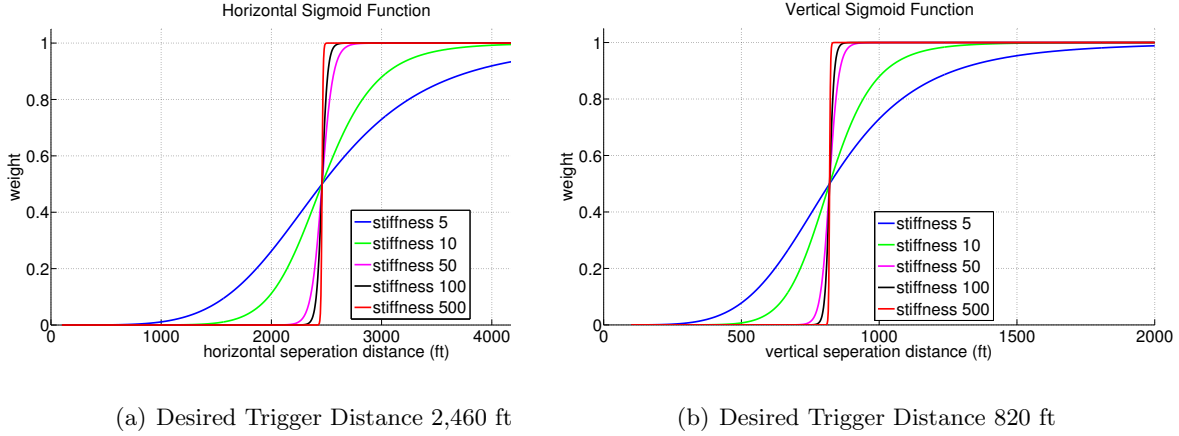 Horizontal Sigmoid Function
1
0.8
0.6
0.4
0.2
0
weight
stiffness 5
stiffness 10
stiffness 50
stiffness 100
stiffness 500
0 1000 2000 3000 4000
horizontal seperation distance (ft)
(a) Desired Trigger Distance 2,460 ft
Vertical Sigmoid Function
1
0.8
0.6
0.4
0.2
0
weight
stiffness 5
stiffness 10
stiffness 50
stiffness 100
stiffness 500
0 500 1000 1500 2000
vertical seperation distance (ft)
(b) Desired Trigger Distance 820 ft